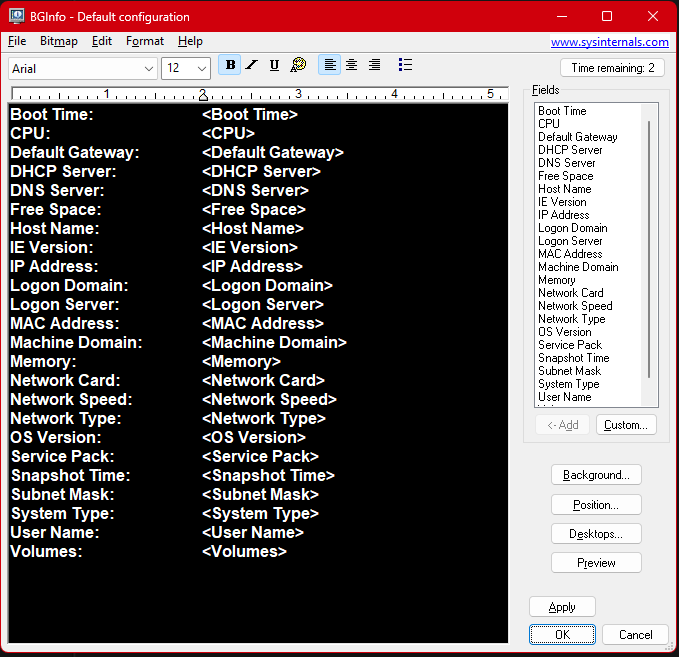 BGInfo - Default configuration
File Bitmap Edit Format Help
www.sysinternals.com
Arial 12 B I U
Time remaining: 2
1 2 3 4 5
Boot Time: <Boot Time>
CPU: <CPU>
Default Gateway: <Default Gateway>
DHCP Server: <DHCP Server>
DNS Server: <DNS Server>
Free Space: <Free Space>
Host Name: <Host Name>
IE Version: <IE Version>
IP Address: <IP Address>
Logon Domain: <Logon Domain>
Logon Server: <Logon Server>
MAC Address: <MAC Address>
Machine Domain: <Machine Domain>
Memory: <Memory>
Network Card: <Network Card>
Network Speed: <Network Speed>
Network Type: <Network Type>
OS Version: <OS Version>
Service Pack: <Service Pack>
Snapshot Time: <Snapshot Time>
Subnet Mask: <Subnet Mask>
System Type: <System Type>
User Name: <User Name>
Volumes: <Volumes>
Fields
Boot Time
CPU
Default Gateway
DHCP Server
DNS Server
Free Space
Host Name
IE Version
IP Address
Logon Domain
Logon Server
MAC Address
Machine Domain
Memory
Network Card
Network Speed
Network Type
OS Version
Service Pack
Snapshot Time
Subnet Mask
System Type
User Name
<- Add Custom...
Background...
Position...
Desktops...
Preview
Apply
OK Cancel